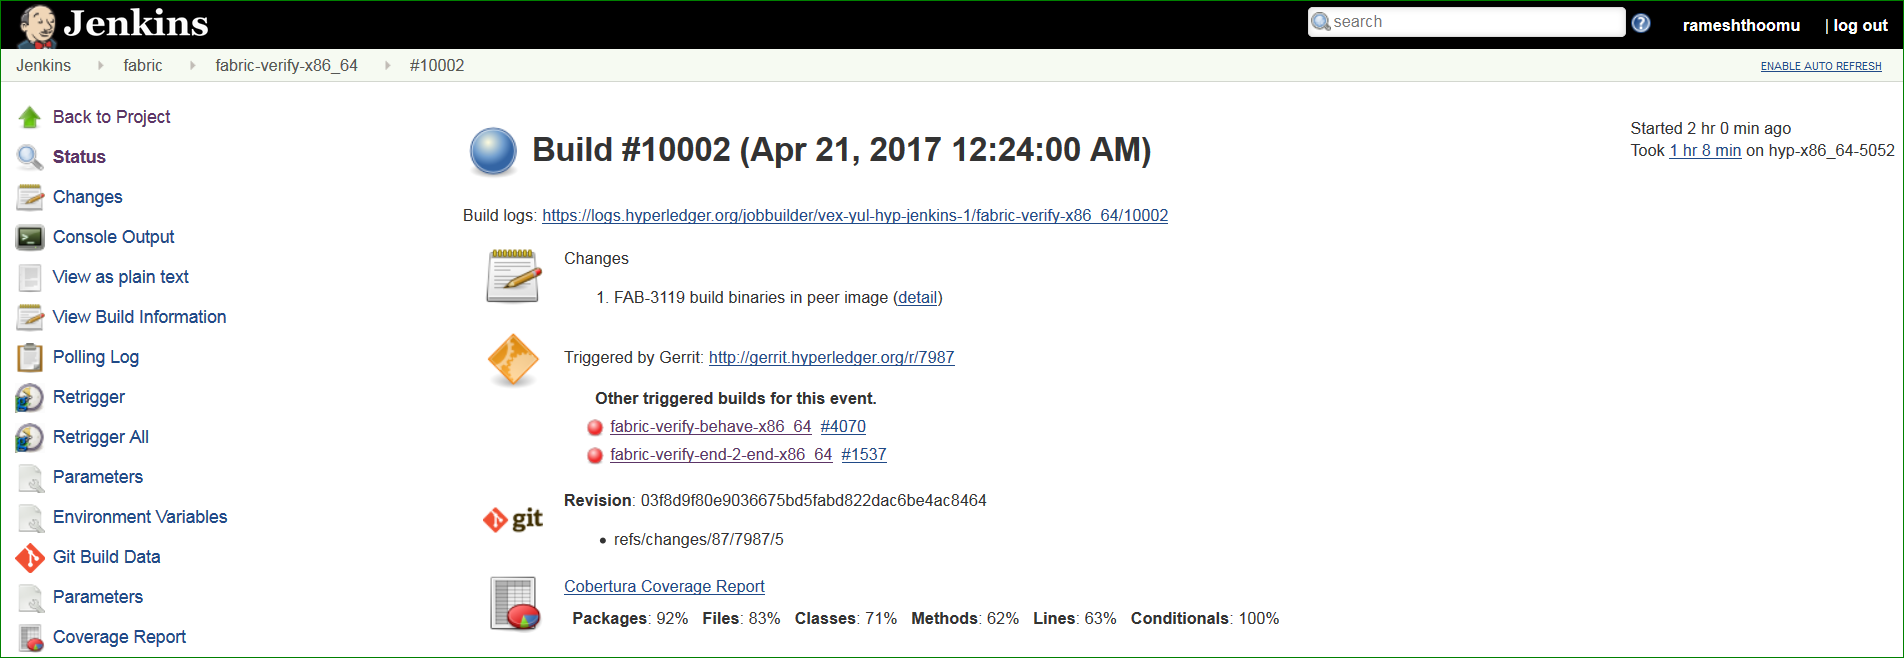 Jenkins
search
rameshthoomu | log out
Jenkins fabric fabric-verify-x86_64 #10002
ENABLE AUTO REFRESH
Back to Project
Status
Changes
Console Output
View as plain text
View Build Information
Polling Log
Retrigger
Retrigger All
Parameters
Environment Variables
Git Build Data
Parameters
Coverage Report
Build #10002 (Apr 21, 2017 12:24:00 AM)
Started 2 hr 0 min ago
Took 1 hr 8 min on hyp-x86_64-5052
Build logs: https://logs.hyperledger.org/jobbuilder/vex-yul-hyp-jenkins-1/fabric-verify-x86_64/10002
Changes
1. FAB-3119 build binaries in peer image (detail)
Triggered by Gerrit: http://gerrit.hyperledger.org/r/7987
Other triggered builds for this event.
fabric-verify-behave-x86_64 #4070
fabric-verify-end-2-end-x86_64 #1537
git
Revision: 03f8d9f80e9036675bd5fabd822dac6be4ac8464
• refs/changes/87/7987/5
Cobertura Coverage Report
Packages: 92% Files: 83% Classes: 71% Methods: 62% Lines: 63% Conditionals: 100%